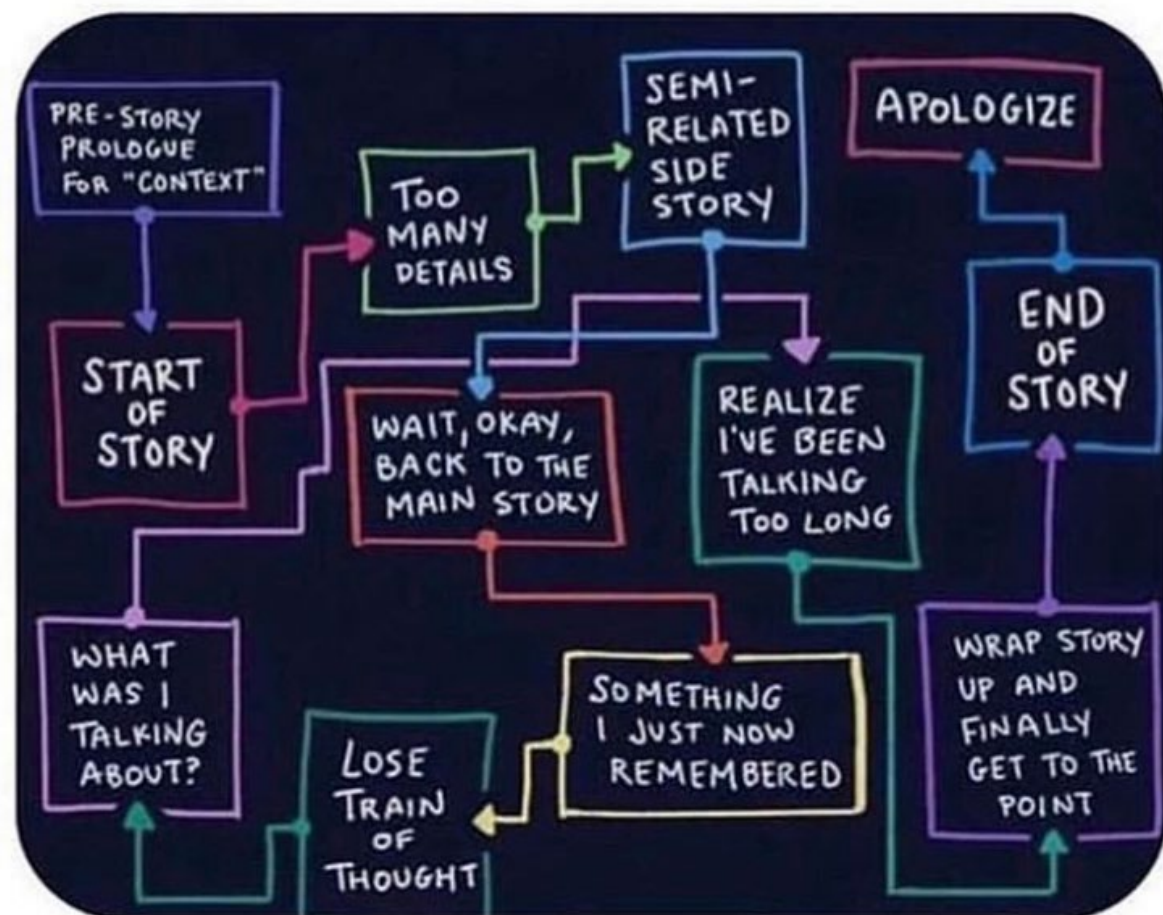 PRE-STORY
PROLOGUE
FOR "CONTEXT"
START
OF
STORY
TOO
MANY
DETAILS
SEMI-
RELATED
SIDE
STORY
WAIT, OKAY,
BACK TO THE
MAIN STORY
SOMETHING
I JUST NOW
REMEMBERED
LOSE
TRAIN
OF
THOUGHT
WHAT
WAS I
TALKING
ABOUT?
REALIZE
I'VE BEEN
TALKING
TOO LONG
WRAP STORY
UP AND
FINALLY
GET TO THE
POINT
END
OF
STORY
APOLOGIZE